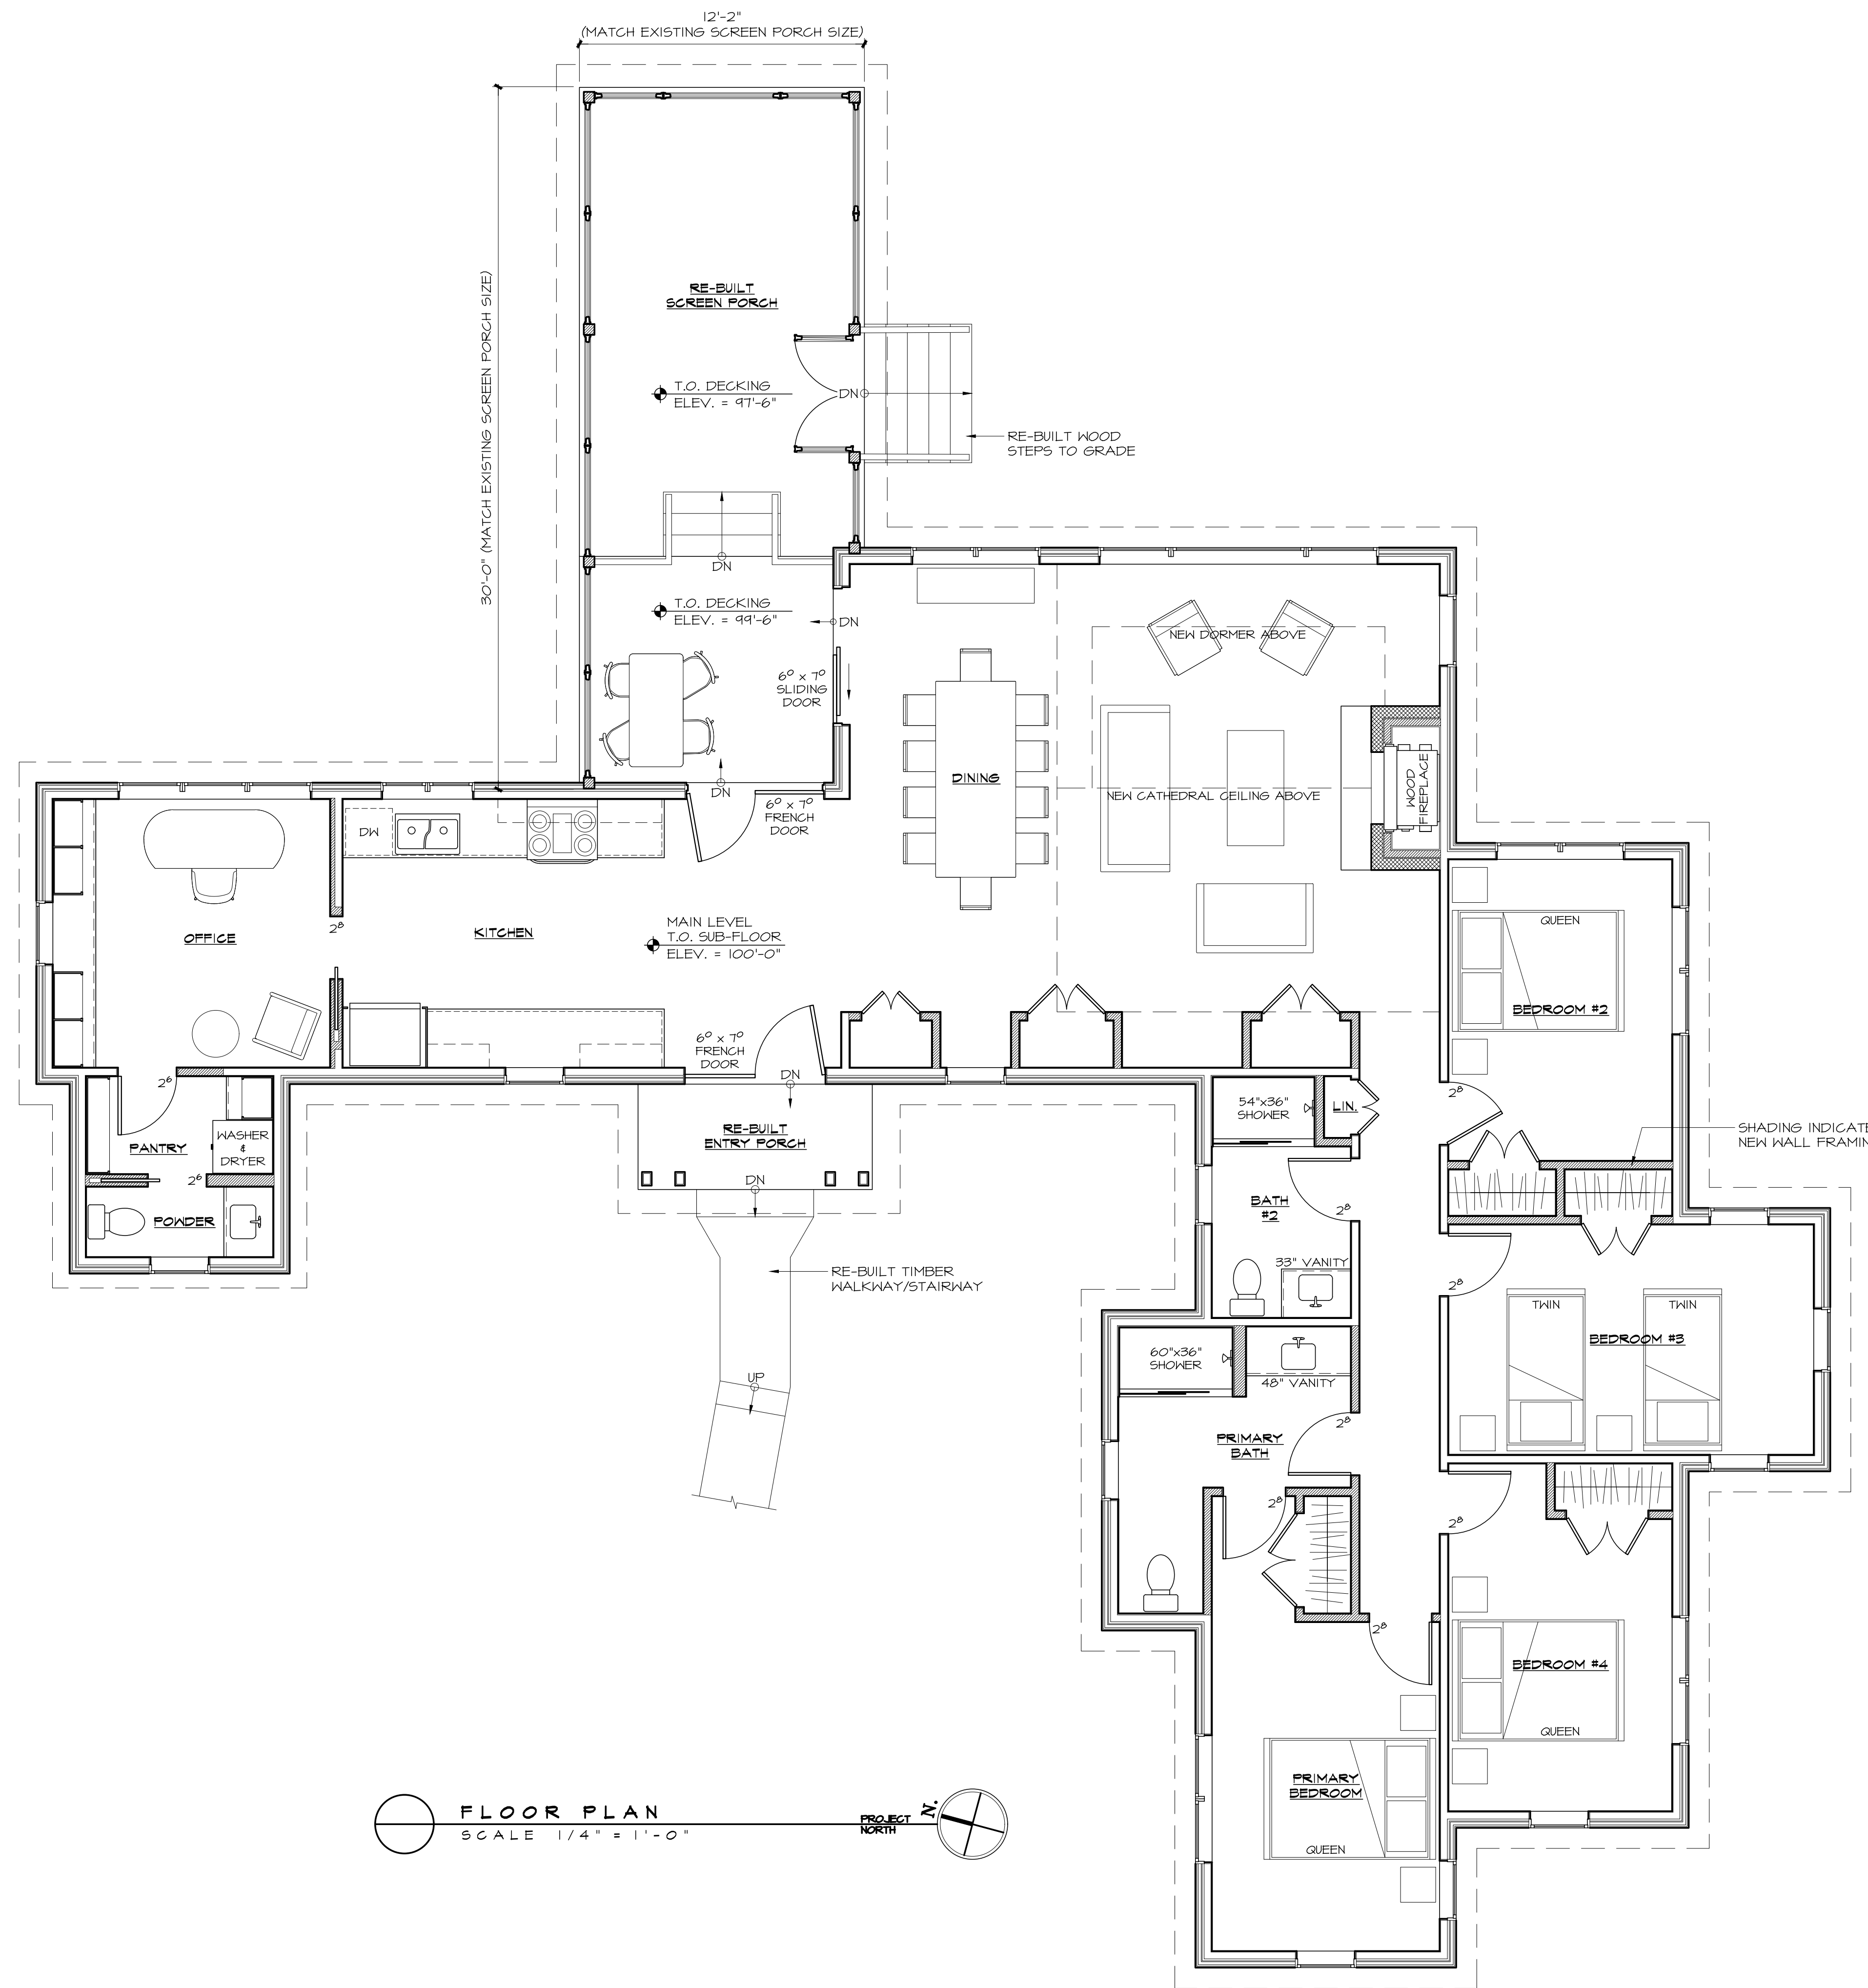 12'-2"
(MATCH EXISTING SCREEN PORCH SIZE)
30'-0" (MATCH EXISTING SCREEN PORCH SIZE)
RE-BUILT
SCREEN PORCH
T.O. DECKING
ELEV. = 97'-6"
DN
RE-BUILT WOOD
STEPS TO GRADE
DN
T.O. DECKING
ELEV. = 99'-6"
DN
6⁰ x 7⁰
SLIDING
DOOR
DN
6⁰ x 7⁰
FRENCH
DOOR
NEW DORMER ABOVE
DINING
NEW CATHEDRAL CEILING ABOVE
WOOD
FIREPLACE
DW
OFFICE
2⁸
KITCHEN
MAIN LEVEL
T.O. SUB-FLOOR
ELEV. = 100'-0"
QUEEN
BEDROOM #2
6⁰ x 7⁰
FRENCH
DOOR
DN
2⁶
PANTRY
WASHER
&
DRYER
2⁶
POWDER
RE-BUILT
ENTRY PORCH
DN
RE-BUILT TIMBER
WALKWAY/STAIRWAY
UP
54"x36"
SHOWER
LIN.
2⁸
SHADING INDICATE
NEW WALL FRAMIN
BATH
#2
2⁸
33" VANITY
2⁸
TWIN
TWIN
BEDROOM #3
60"x36"
SHOWER
48" VANITY
2⁸
PRIMARY
BATH
2⁸
2⁸
2⁸
BEDROOM #4
QUEEN
PRIMARY
BEDROOM
QUEEN
FLOOR PLAN
SCALE 1/4" = 1'-0"
PROJECT
NORTH
N.